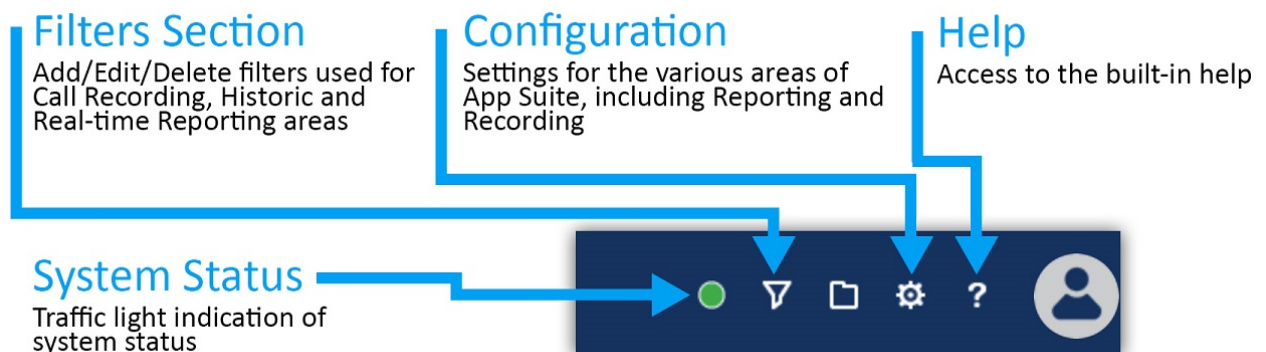 Filters Section
Add/Edit/Delete filters used for
Call Recording, Historic and
Real-time Reporting areas
Configuration
Settings for the various areas of
App Suite, including Reporting and
Recording
Help
Access to the built-in help
System Status
Traffic light indication of
system status
?